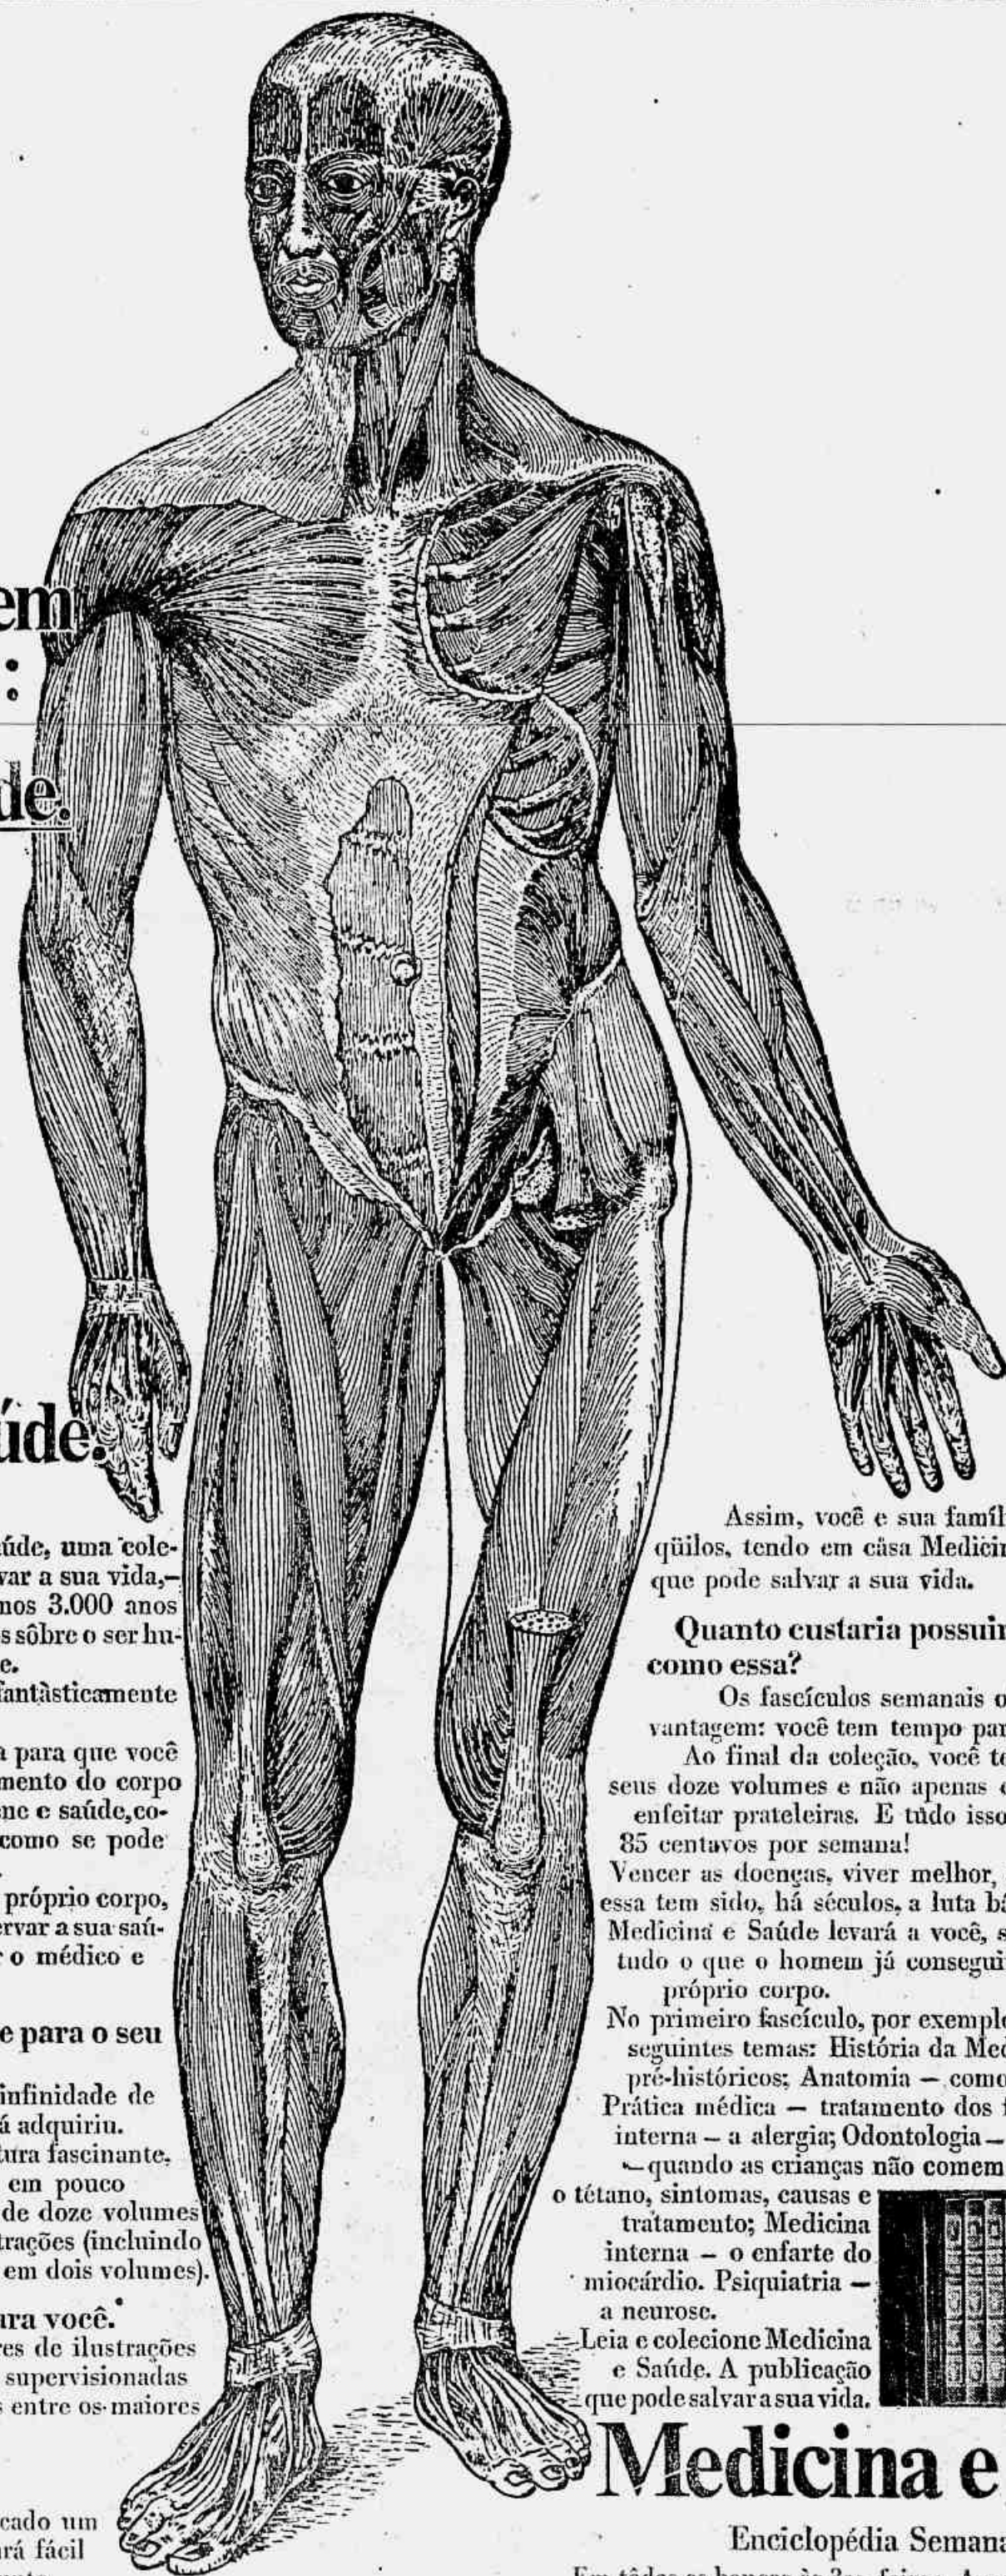 em
:
de.
úde.
úde, uma cole-
var a sua vida,–
nos 3.000 anos
s sôbre o ser hu-
e.
fantàsticamente
a para que você
mento do corpo
ene e saúde,co-
como se pode
.
próprio corpo,
ervar a sua saú-
r o médico e
e para o seu
infinidade de
á adquiriu.
tura fascinante,
em pouco
de doze volumes
trações (incluindo
em dois volumes).
ara você.
res de ilustrações
supervisionadas
s entre os maiores
cado um
rá fácil
Assim, você e sua famíl
qüilos, tendo em cåsa Medicin
que pode salvar a sua vida.
Quanto custaria possuir
como essa?
Os fascículos semanais o
vantagem: você tem tempo par
Ao final da coleção, você te
seus doze volumes e não apenas e
enfeitar prateleiras. E tudo isso
85 centavos por semana!
Vencer as doenças, viver melhor,
essa tem sido, há séculos, a luta bá
Medicina e Saúde levará a você, s
tudo o que o homem já consegui
próprio corpo.
No primeiro fascículo, por exemplo
seguintes temas: História da Med
pré-históricos; Anatomia – como
Prática médica – tratamento dos f
interna – a alergia; Odontologia –
– quando as crianças não comem
o tétano, sintomas, causas e
tratamento; Medicina
interna – o enfarte do
miocárdio. Psiquiatria –
a neurose.
Leia e colecione Medicina
e Saúde. A publicação
que pode salvar a sua vida.
Medicina e
Enciclopédia Semana